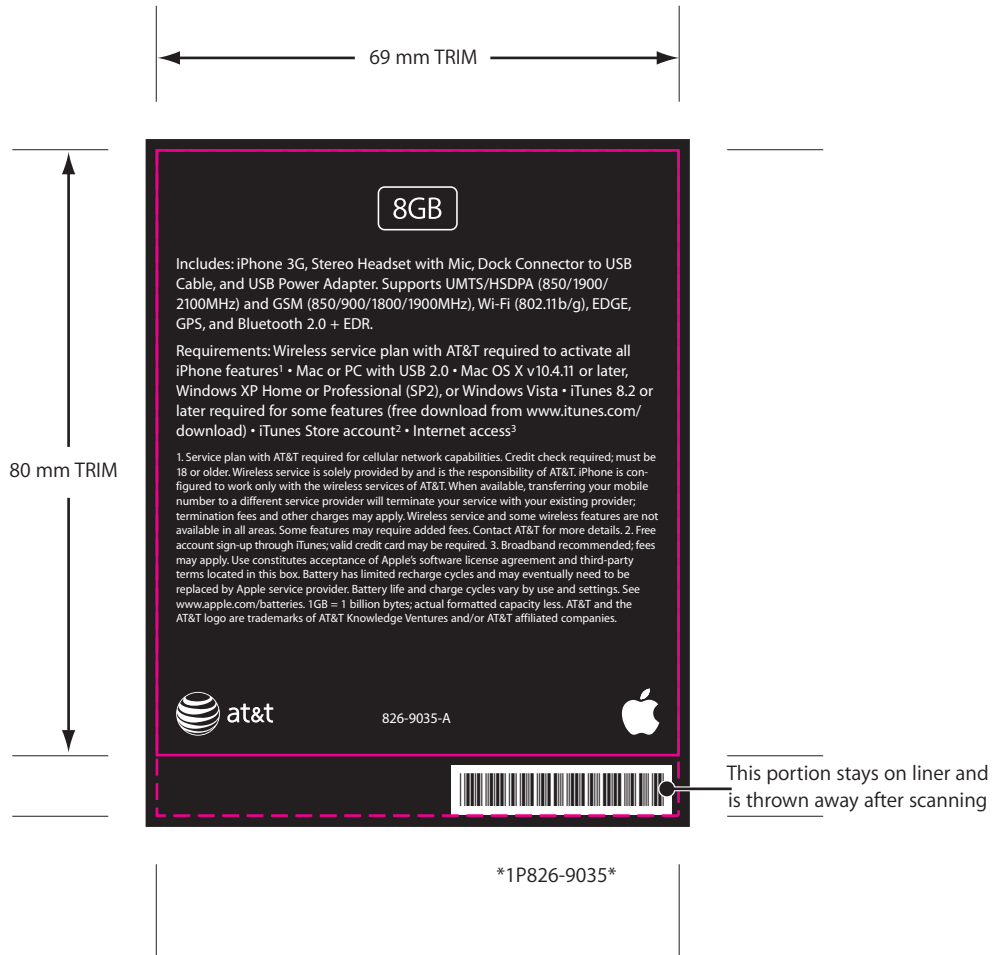 69 mm TRIM
8GB
Includes: iPhone 3G, Stereo Headset with Mic, Dock Connector to USB
Cable, and USB Power Adapter. Supports UMTS/HSDPA (850/1900/
2100MHz) and GSM (850/900/1800/1900MHz), Wi-Fi (802.11b/g), EDGE,
GPS, and Bluetooth 2.0 + EDR.
Requirements: Wireless service plan with AT&T required to activate all
iPhone features¹ • Mac or PC with USB 2.0 • Mac OS X v10.4.11 or later,
Windows XP Home or Professional (SP2), or Windows Vista • iTunes 8.2 or
later required for some features (free download from www.itunes.com/
download) • iTunes Store account² • Internet access³
80 mm TRIM
1. Service plan with AT&T required for cellular network capabilities. Credit check required; must be
18 or older. Wireless service is solely provided by and is the responsibility of AT&T. iPhone is con-
figured to work only with the wireless services of AT&T. When available, transferring your mobile
number to a different service provider will terminate your service with your existing provider;
termination fees and other charges may apply. Wireless service and some wireless features are not
available in all areas. Some features may require added fees. Contact AT&T for more details. 2. Free
account sign-up through iTunes; valid credit card may be required. 3. Broadband recommended; fees
may apply. Use constitutes acceptance of Apple's software license agreement and third-party
terms located in this box. Battery has limited recharge cycles and may eventually need to be
replaced by Apple service provider. Battery life and charge cycles vary by use and settings. See
www.apple.com/batteries. 1GB = 1 billion bytes; actual formatted capacity less. AT&T and the
AT&T logo are trademarks of AT&T Knowledge Ventures and/or AT&T affiliated companies.
at&t
826-9035-A
This portion stays on liner and
is thrown away after scanning
*1P826-9035*